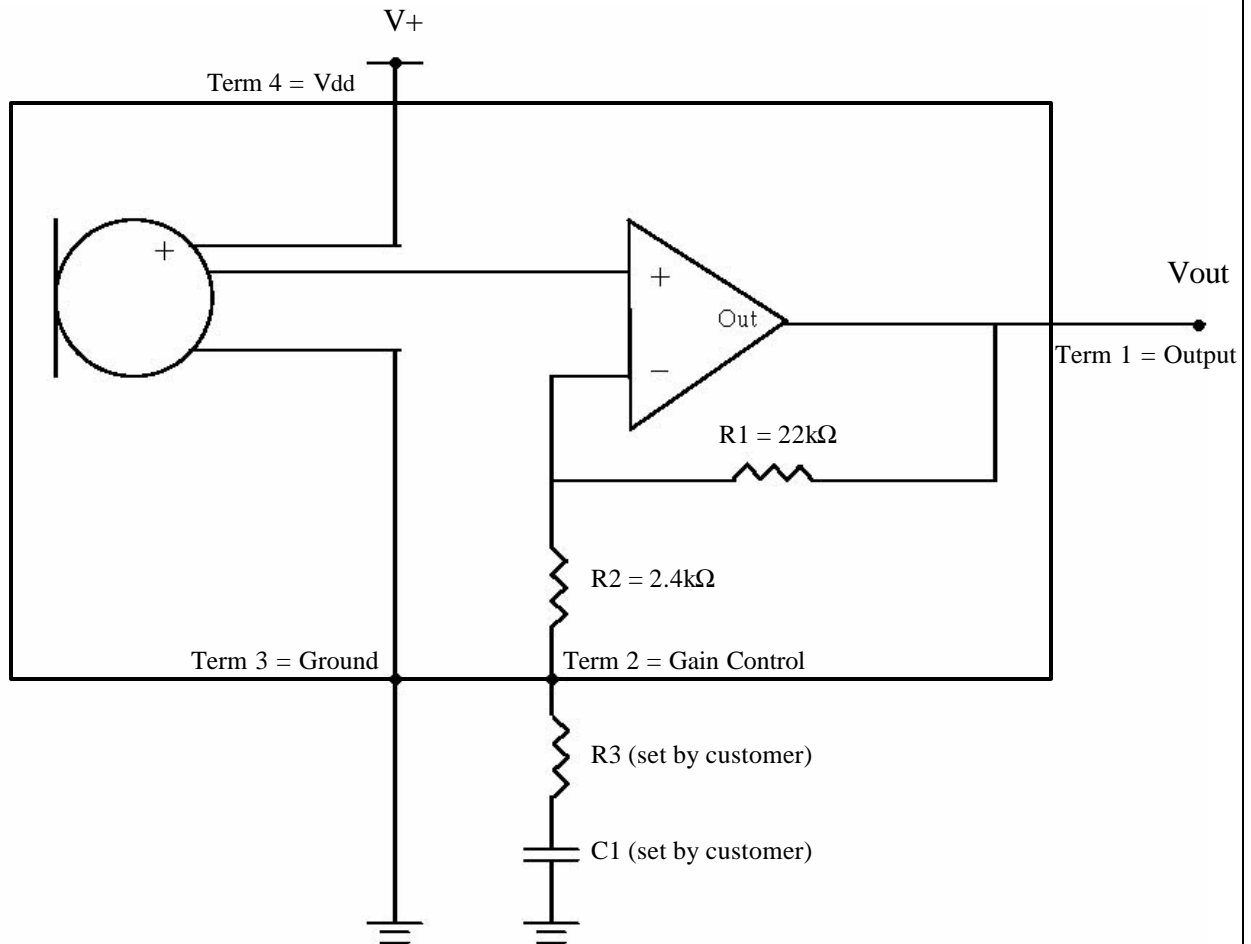 V+
Term 4 = Vdd
+
+
Out
−
Vout
Term 1 = Output
R1 = 22kΩ
R2 = 2.4kΩ
Term 3 = Ground
Term 2 = Gain Control
R3 (set by customer)
C1 (set by customer)